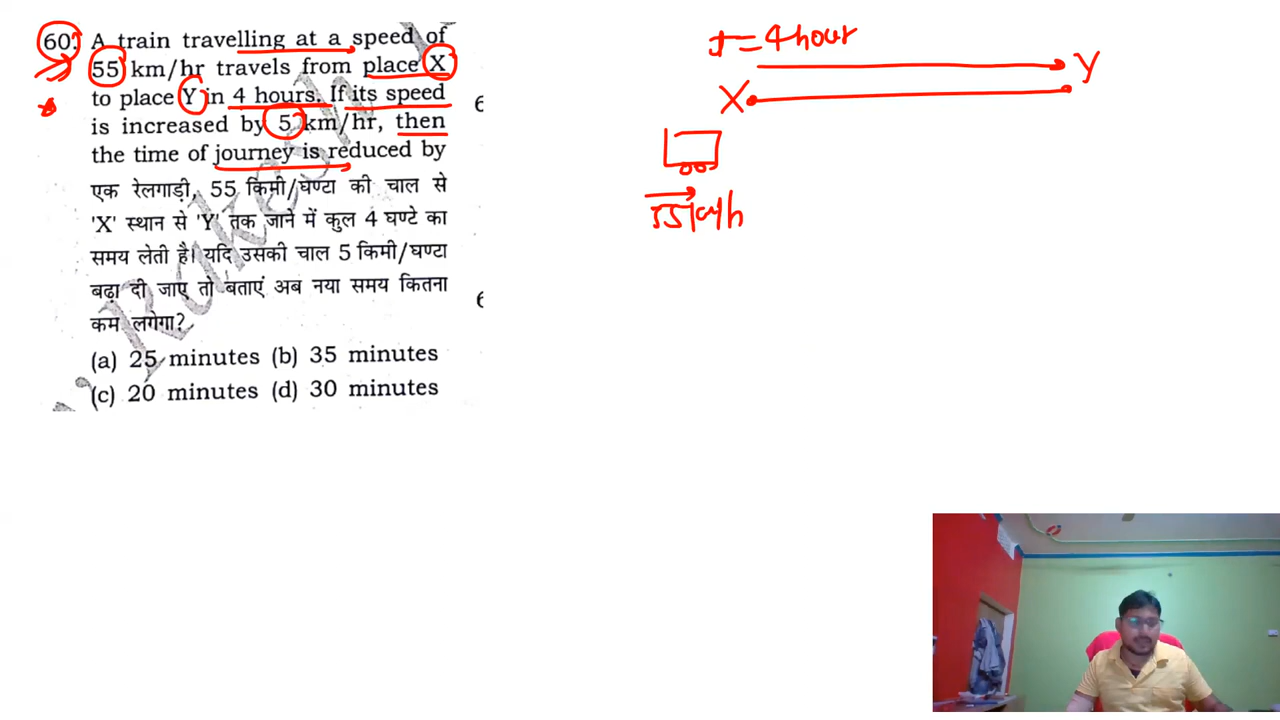 60. A train travelling at a speed of
55 km/hr travels from place X
to place Y in 4 hours. If its speed
is increased by 5 km/hr, then
the time of journey is reduced by
एक रेलगाड़ी, 55 किमी/घण्टा की चाल से
'X' स्थान से 'Y' तक जाने में कुल 4 घण्टे का
समय लेती है। यदि उसकी चाल 5 किमी/घण्टा
बढ़ा दी जाए तो बताएं अब नया समय कितना
कम लगेगा?
(a) 25 minutes (b) 35 minutes
(c) 20 minutes (d) 30 minutes
6
6
T = 4 hour
X Y
55 km/h
Rakesh